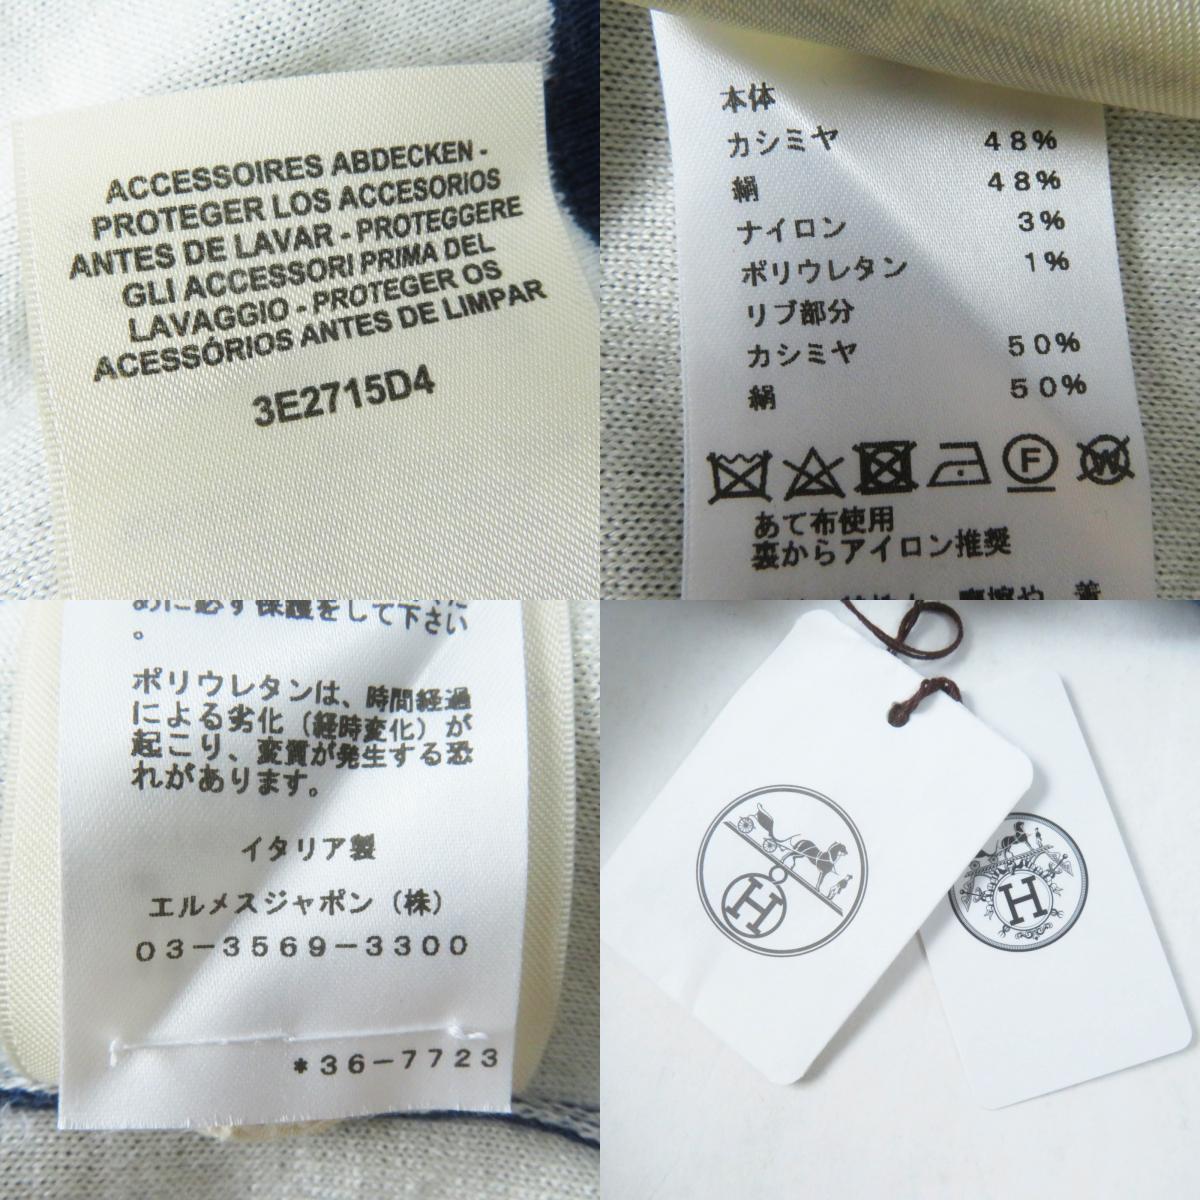 ACCESSOIRES ABDECKEN -
PROTEGER LOS ACCESORIOS
ANTES DE LAVAR - PROTEGGERE
GLI ACCESSORI PRIMA DEL
LAVAGGIO - PROTEGER OS
ACESSÓRIOS ANTES DE LIMPAR
3E2715D4
本体
カシミヤ 48%
絹 48%
ナイロン 3%
ポリウレタン 1%
リブ部分
カシミヤ 50%
絹 50%
F W
あて布使用
裏からアイロン推奨
めに必ず保護をして下さい
。
ポリウレタンは、時間経過
による劣化（経時変化）が
起こり、変質が発生する恐
れがあります。
イタリア製
エルメスジャポン（株）
03-3569-3300
*36-7723
H
H